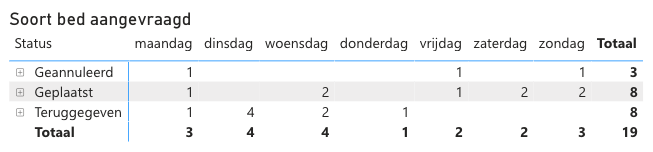 Soort bed aangevraagd
Status maandag dinsdag woensdag donderdag vrijdag zaterdag zondag Totaal
Geannuleerd 1 1 1 3
Geplaatst 1 2 1 2 2 8
Teruggegeven 1 4 2 1 8
Totaal 3 4 4 1 2 2 3 19